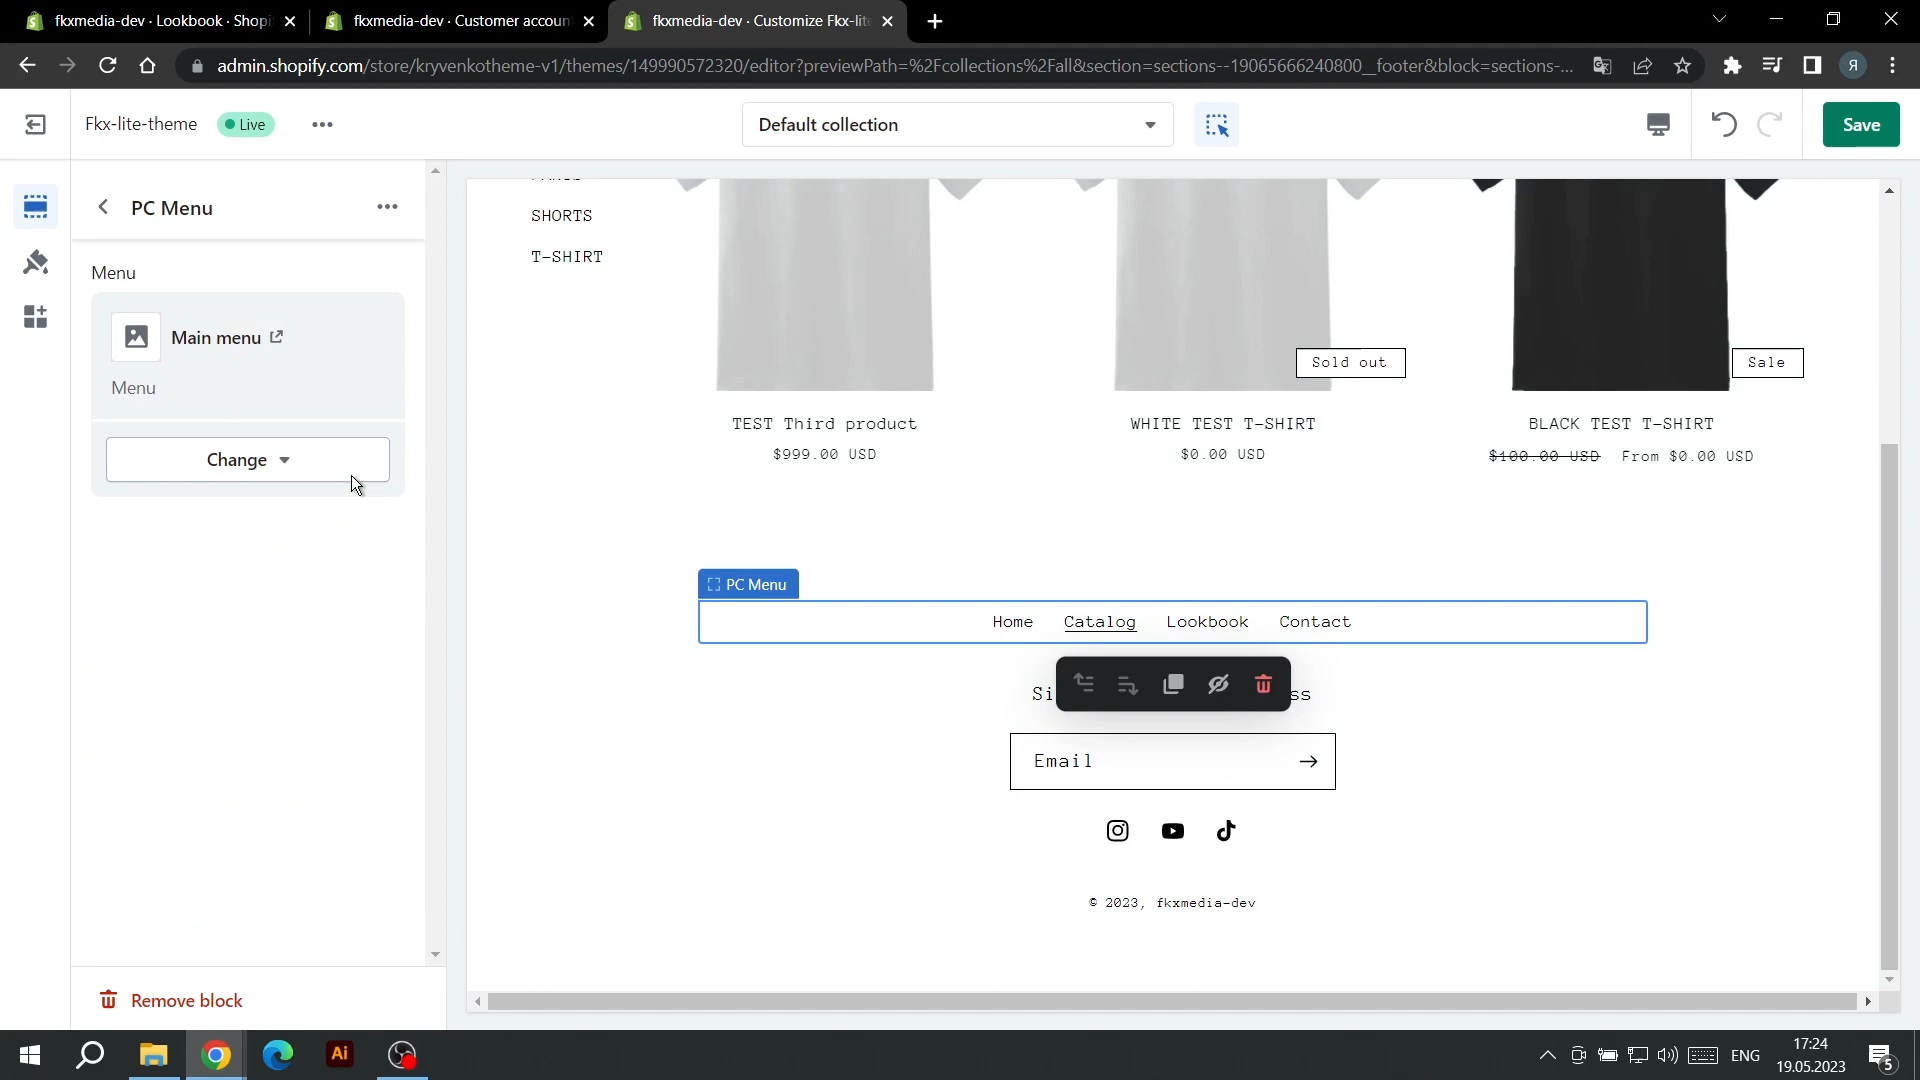 fkxmedia-dev · Lookbook · Shopi
fkxmedia-dev · Customer accoun
fkxmedia-dev · Customize Fkx-lit
admin.shopify.com/store/kryvenkotheme-v1/themes/149990572320/editor?previewPath=%2Fcollections%2Fall&section=sections--19065666240800__footer&block=sections-...
Я
Fkx-lite-theme
Live
Default collection
Save
PC Menu
Menu
Main menu
Menu
Change
Remove block
SHORTS
T-SHIRT
Sold out
Sale
TEST Third product
WHITE TEST T-SHIRT
BLACK TEST T-SHIRT
$999.00 USD
$0.00 USD
$100.00 USD From $0.00 USD
PC Menu
Home Catalog Lookbook Contact
Si
ss
Email
© 2023, fkxmedia-dev
Ai
ENG
17:24
19.05.2023
5